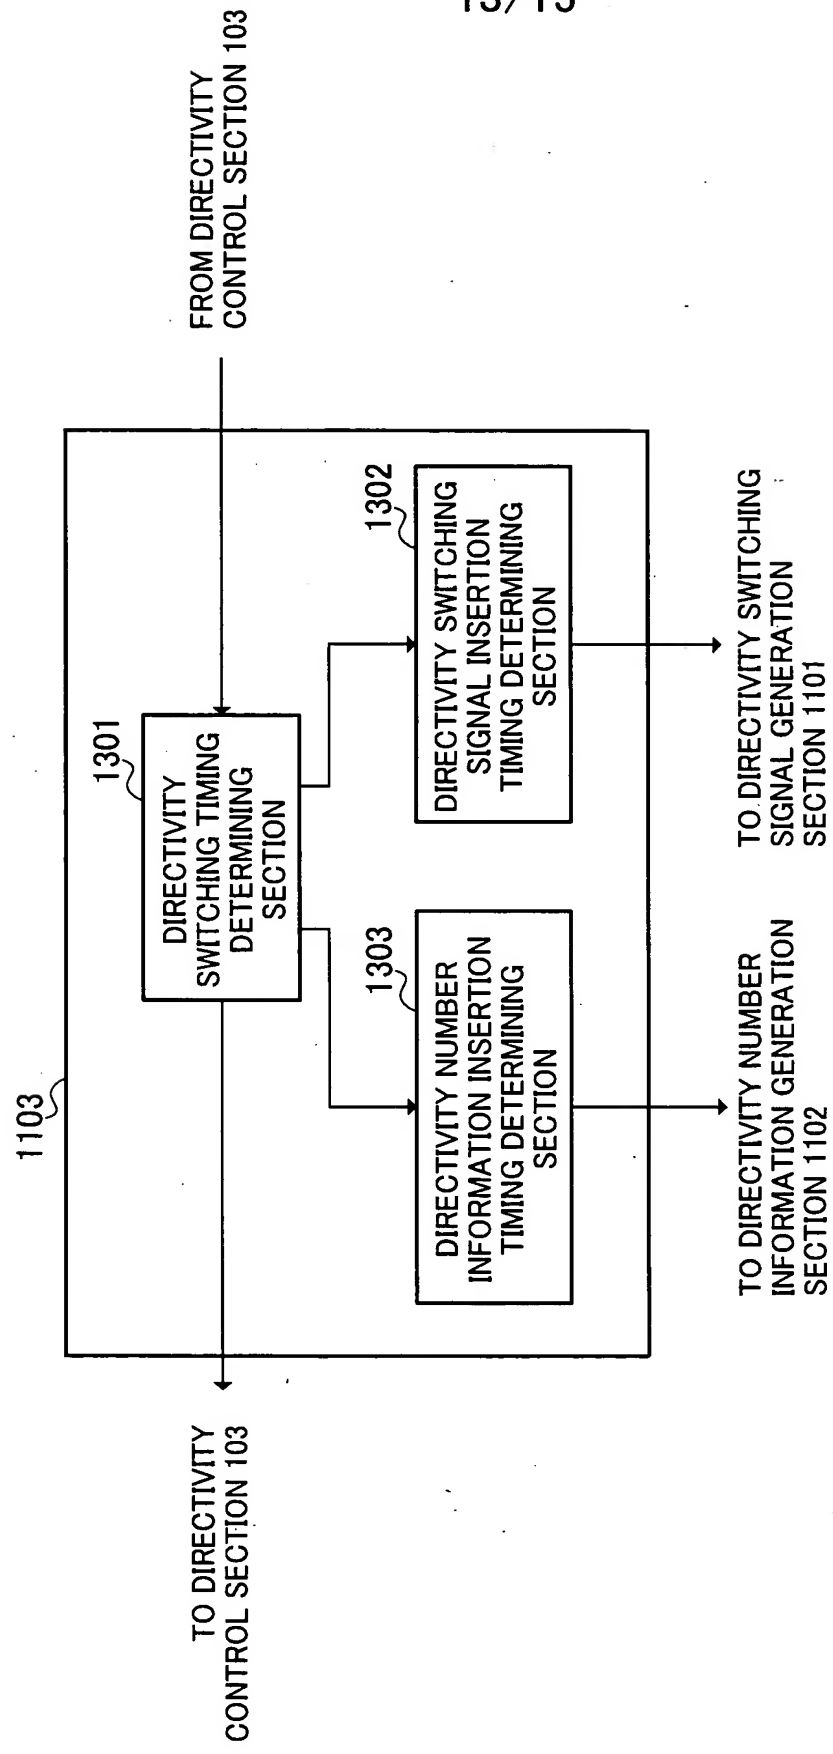 13/15
FROM DIRECTIVITY
CONTROL SECTION 103
1103
1301
DIRECTIVITY
SWITCHING TIMING
DETERMINING
SECTION
1302
DIRECTIVITY SWITCHING
SIGNAL INSERTION
TIMING DETERMINING
SECTION
1303
DIRECTIVITY NUMBER
INFORMATION INSERTION
TIMING DETERMINING
SECTION
TO DIRECTIVITY
CONTROL SECTION 103
TO DIRECTIVITY NUMBER
INFORMATION GENERATION
SECTION 1102
TO DIRECTIVITY SWITCHING
SIGNAL GENERATION
SECTION 1101